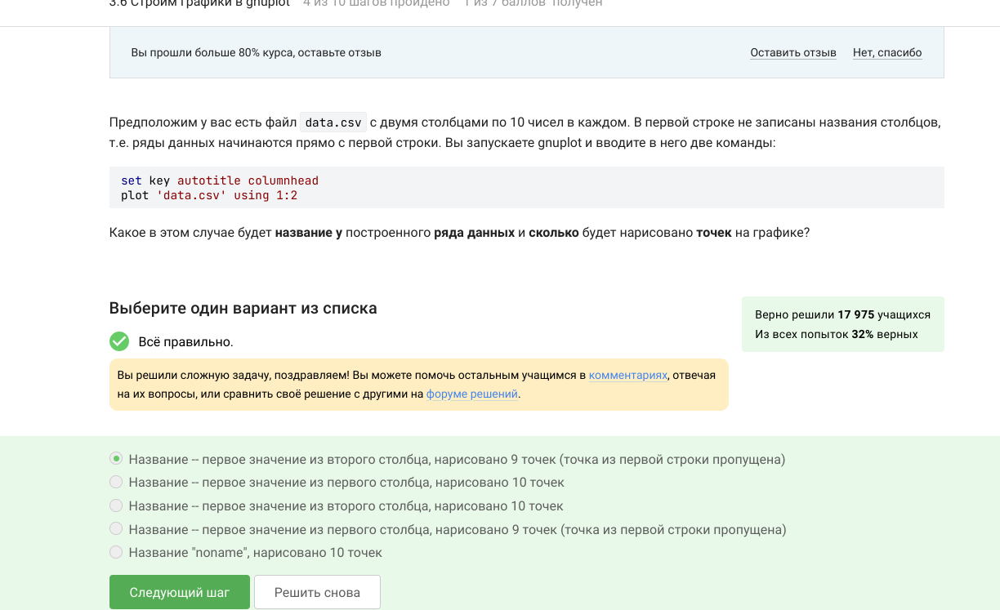 3.6 Строим графики в gnuplot 4 из 10 шагов пройдено 1 из 7 баллов получен
Вы прошли больше 80% курса, оставьте отзыв
Оставить отзыв Нет, спасибо
Предположим у вас есть файл data.csv с двумя столбцами по 10 чисел в каждом. В первой строке не записаны названия столбцов,
т.е. ряды данных начинаются прямо с первой строки. Вы запускаете gnuplot и вводите в него две команды:
set key autotitle columnhead
plot 'data.csv' using 1:2
Какое в этом случае будет название у построенного ряда данных и сколько будет нарисовано точек на графике?
Выберите один вариант из списка
Верно решили 17 975 учащихся
Из всех попыток 32% верных
Всё правильно.
Вы решили сложную задачу, поздравляем! Вы можете помочь остальным учащимся в комментариях, отвечая
на их вопросы, или сравнить своё решение с другими на форуме решений.
Название -- первое значение из второго столбца, нарисовано 9 точек (точка из первой строки пропущена)
Название -- первое значение из первого столбца, нарисовано 10 точек
Название -- первое значение из второго столбца, нарисовано 10 точек
Название -- первое значение из первого столбца, нарисовано 9 точек (точка из первой строки пропущена)
Название "noname", нарисовано 10 точек
Следующий шаг Решить снова